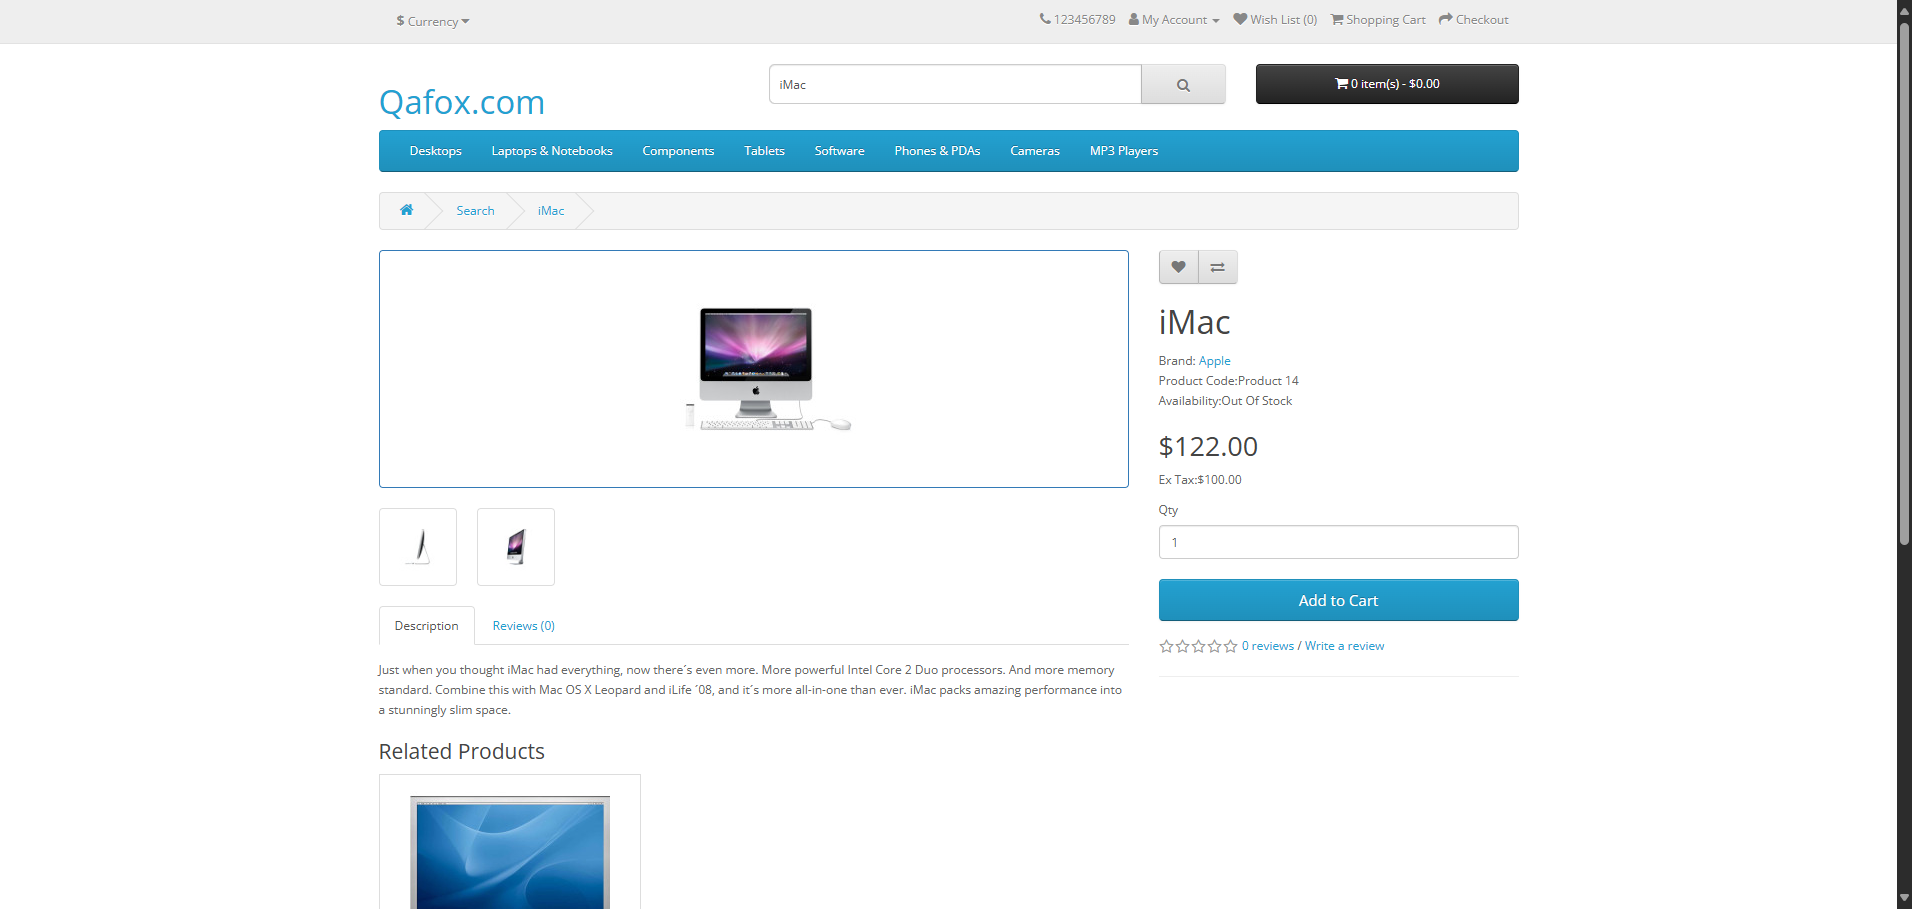 $ Currency
123456789 My Account Wish List (0) Shopping Cart Checkout
Qafox.com
iMac
0 item(s) - $0.00
Desktops Laptops & Notebooks Components Tablets Software Phones & PDAs Cameras MP3 Players
Search iMac
iMac
Brand: Apple
Product Code:Product 14
Availability:Out Of Stock
$122.00
Ex Tax:$100.00
Qty
1
Add to Cart
0 reviews / Write a review
Description Reviews (0)
Just when you thought iMac had everything, now there´s even more. More powerful Intel Core 2 Duo processors. And more memory
standard. Combine this with Mac OS X Leopard and iLife ´08, and it´s more all-in-one than ever. iMac packs amazing performance into
a stunningly slim space.
Related Products